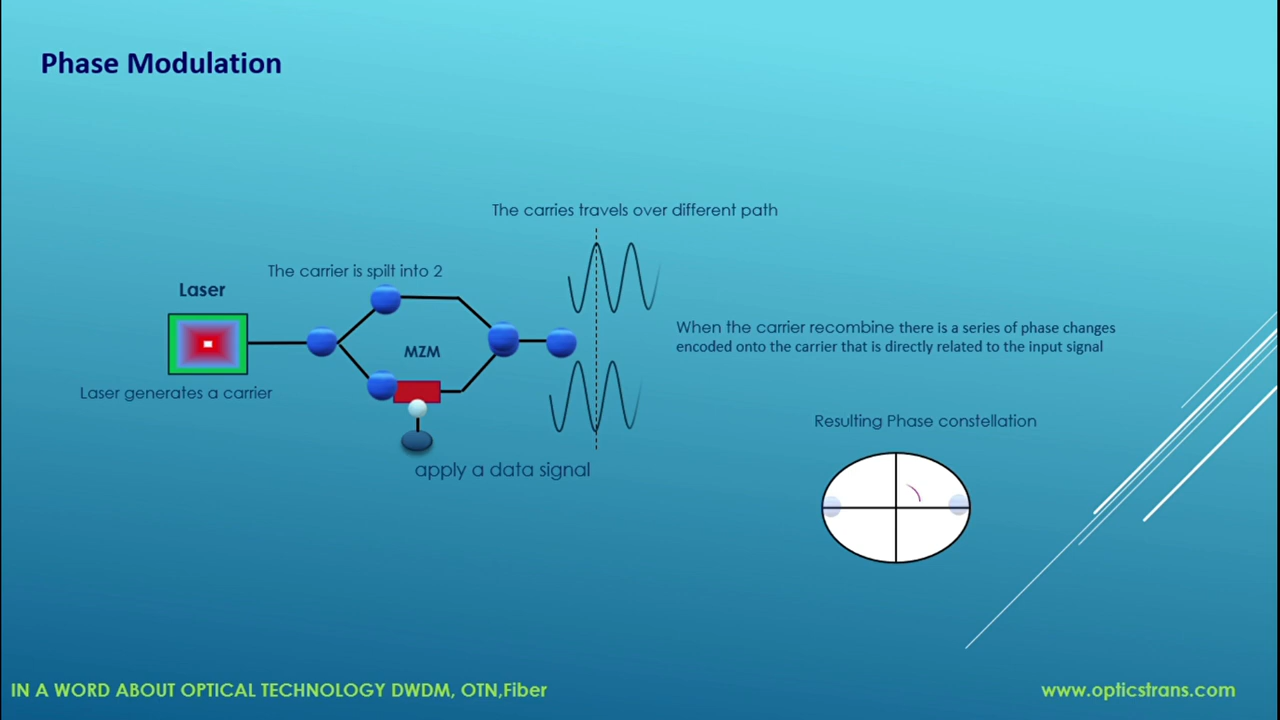 Phase Modulation
The carries travels over different path
The carrier is spilt into 2
Laser
When the carrier recombine there is a series of phase changes
encoded onto the carrier that is directly related to the input signal
MZM
Laser generates a carrier
Resulting Phase constellation
apply a data signal
IN A WORD ABOUT OPTICAL TECHNOLOGY DWDM, OTN,Fiber
www.opticstrans.com